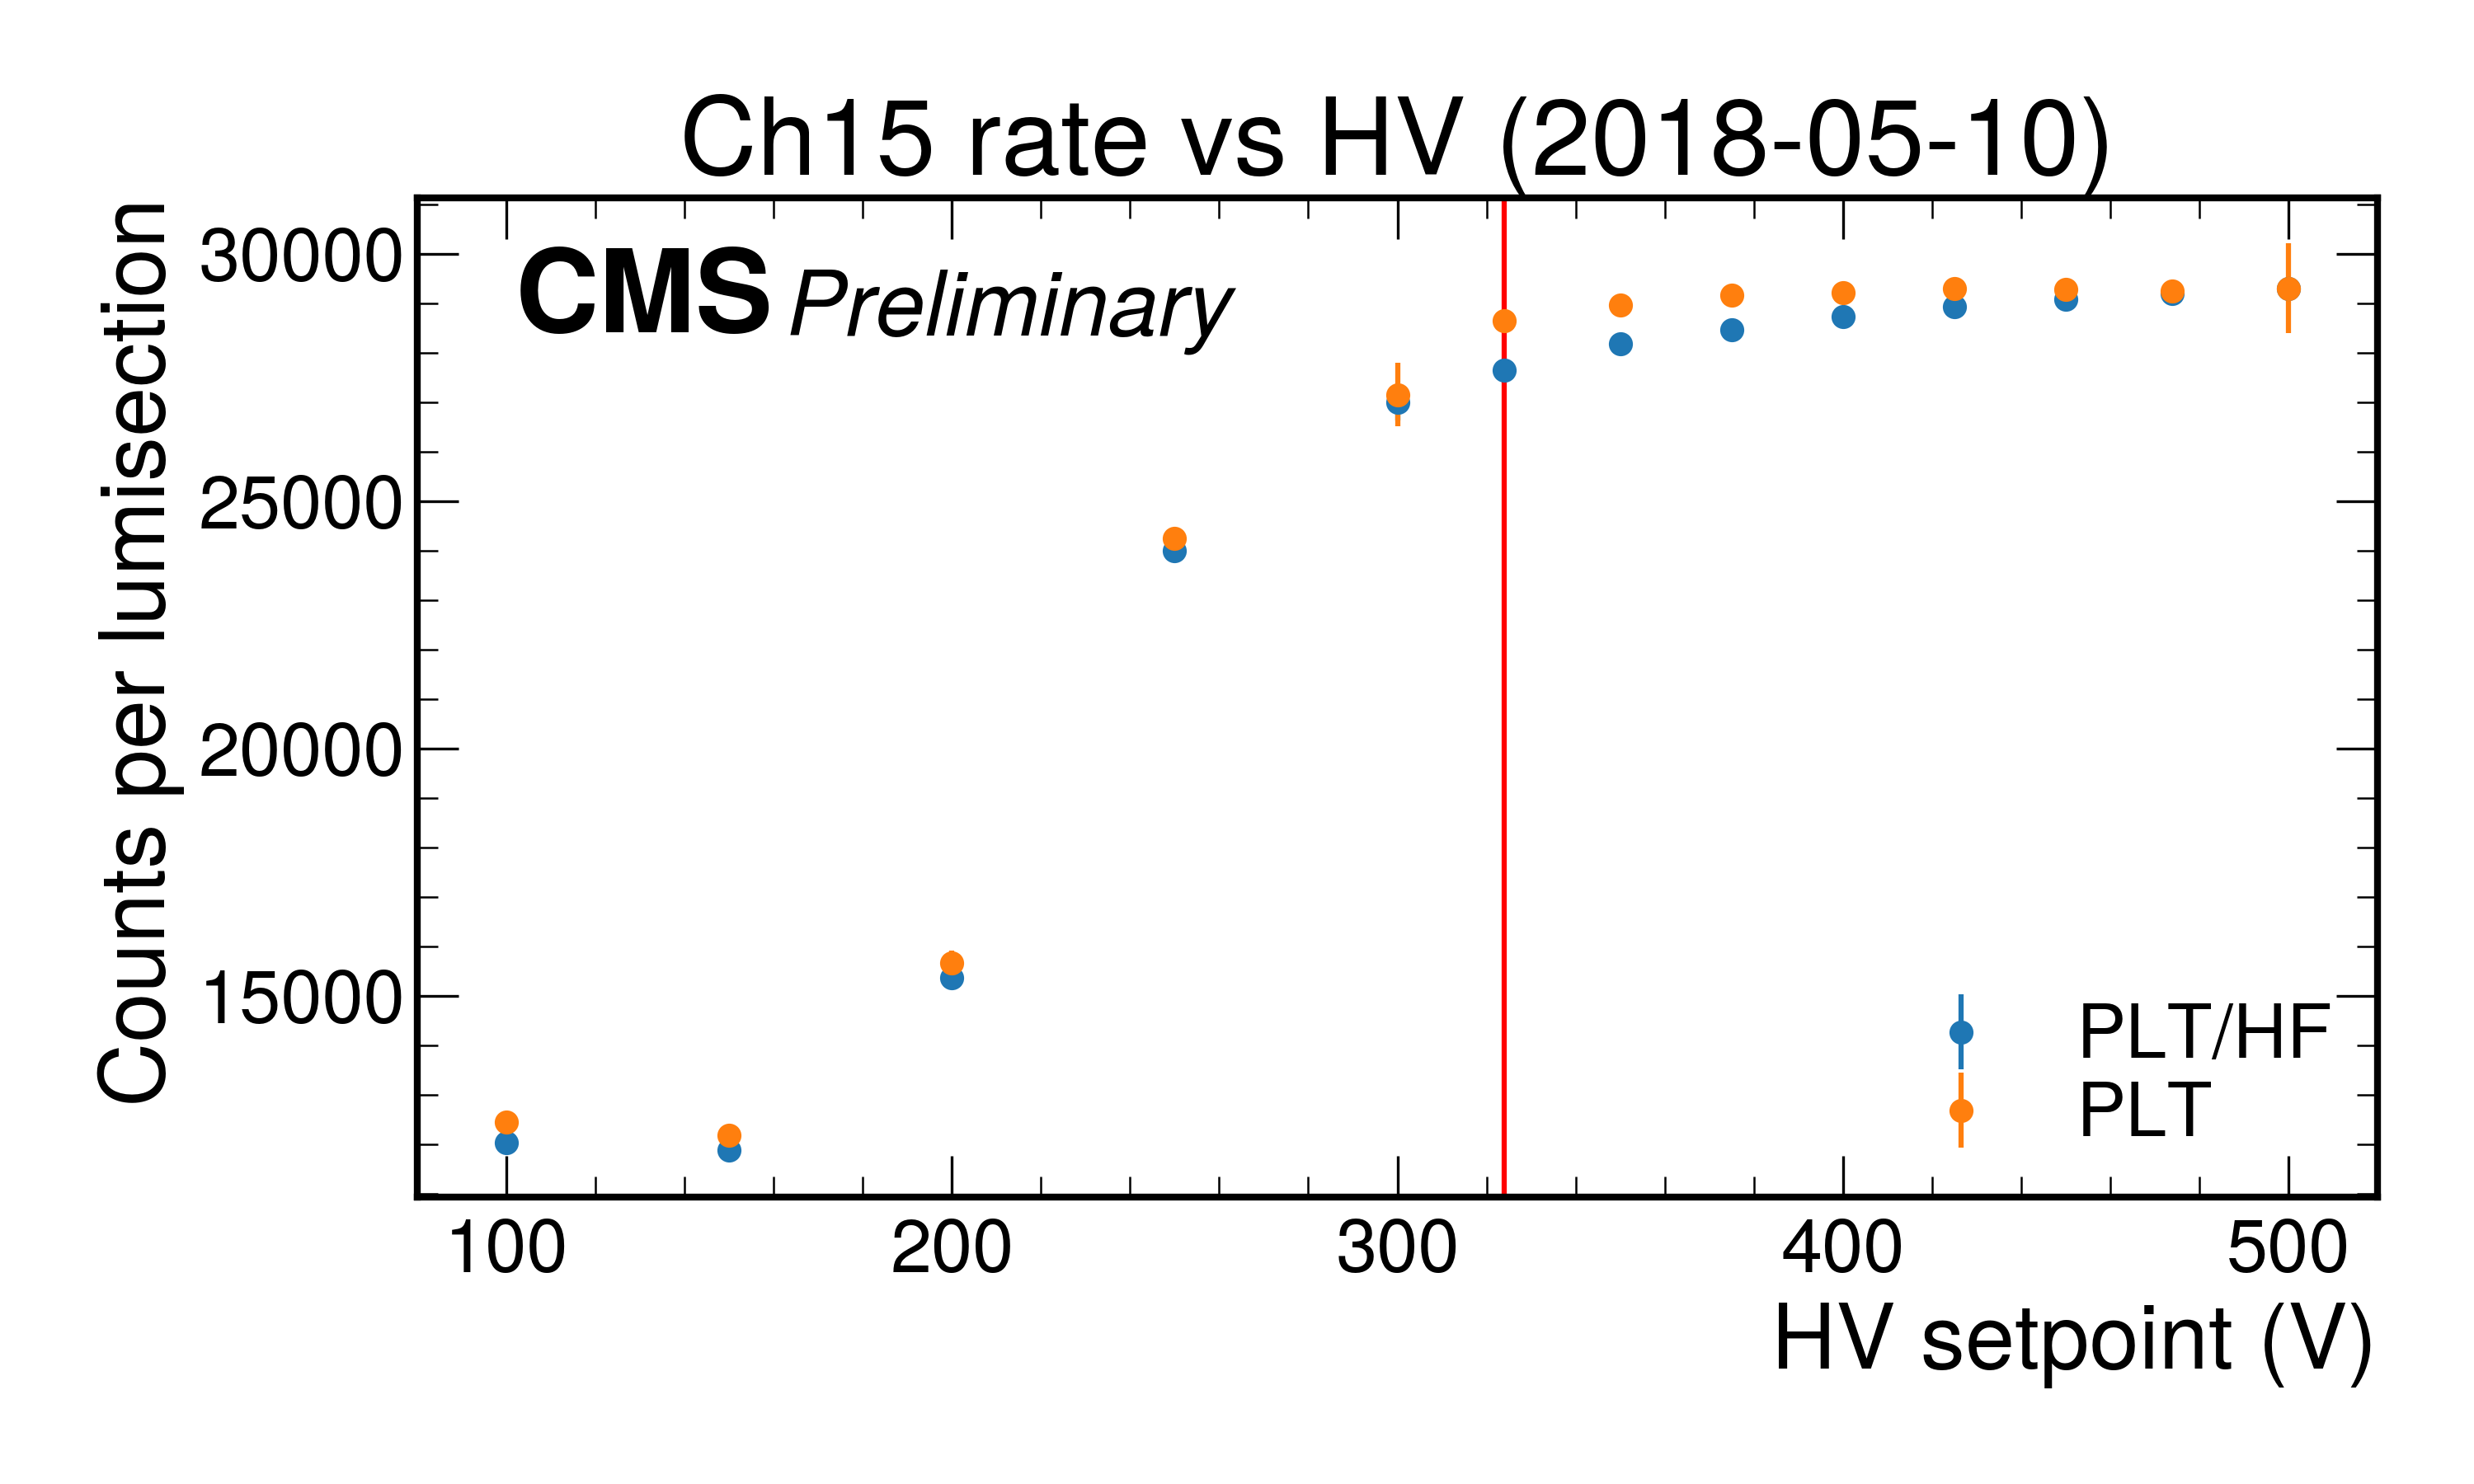 Ch15 rate vs HV (2018-05-10)
CMS Preliminary
Counts per lumisection
30000
25000
20000
15000
PLT/HF
PLT
100 200 300 400 500
HV setpoint (V)